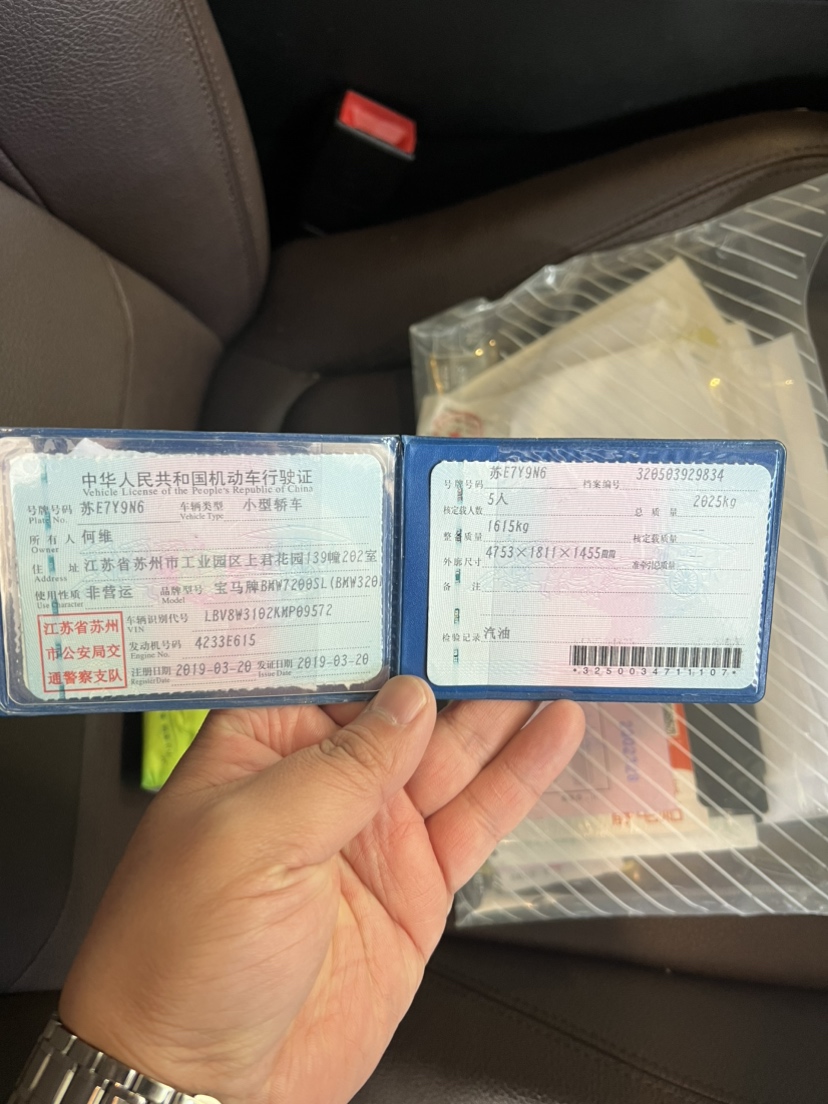 中华人民共和国机动车行驶证
Vehicle License of the People's Republic of China
号牌号码 苏E7Y9N6 车辆类型 小型轿车
Plate No. Vehicle Type
所有人 何维
Owner
住址 江苏省苏州市工业园区上君花园139幢202室
Address
使用性质 非营运 品牌型号 宝马牌BMW7200SL(BMW320
Use Character Model
江苏省苏州
市公安局交
通警察支队
车辆识别代号 LBV8W3102KMP09572
VIN
发动机号码 4233E615
Engine No.
注册日期 2019-03-20 发证日期 2019-03-20
Register Date Issue Date
号牌号码 苏E7Y9N6 档案编号 320503929834
核定载人数 5人 总质量 2025kg
整备质量 1615kg 核定载质量 --
外廓尺寸 4753×1811×1455mm 准牵引总质量 --
备注
检验记录 汽油
*3250034711107*